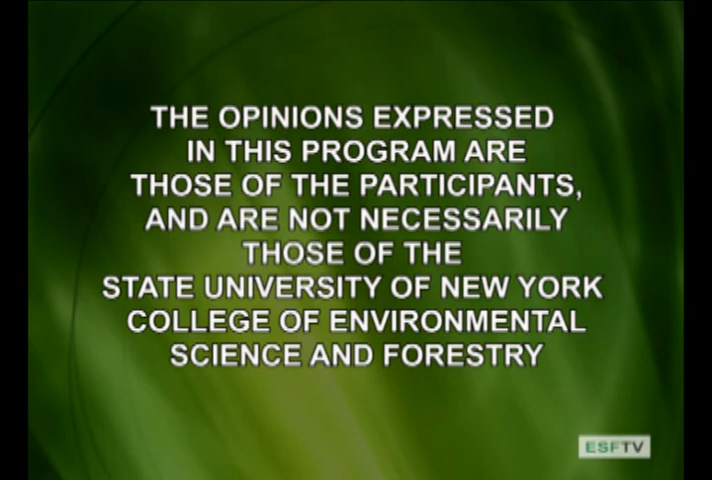 THE OPINIONS EXPRESSED
IN THIS PROGRAM ARE
THOSE OF THE PARTICIPANTS,
AND ARE NOT NECESSARILY
THOSE OF THE
STATE UNIVERSITY OF NEW YORK
COLLEGE OF ENVIRONMENTAL
SCIENCE AND FORESTRY
ESFTV